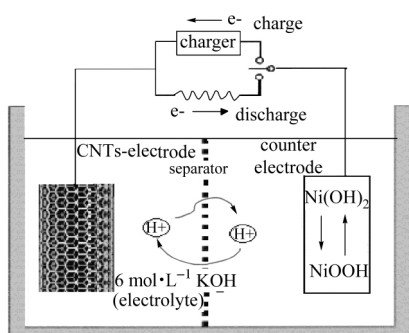 e- charge
charger
e- discharge
CNTs-electrode
counter
electrode
separator
Ni(OH)₂
H+
H+
NiOOH
6 mol·L⁻¹ KOH
(electrolyte)